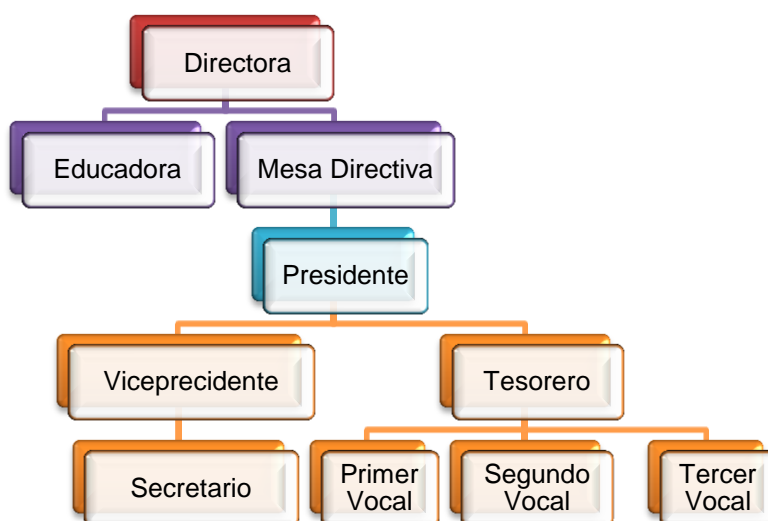 Directora
Educadora
Mesa Directiva
Presidente
Viceprecidente
Tesorero
Secretario
Primer
Vocal
Segundo
Vocal
Tercer
Vocal